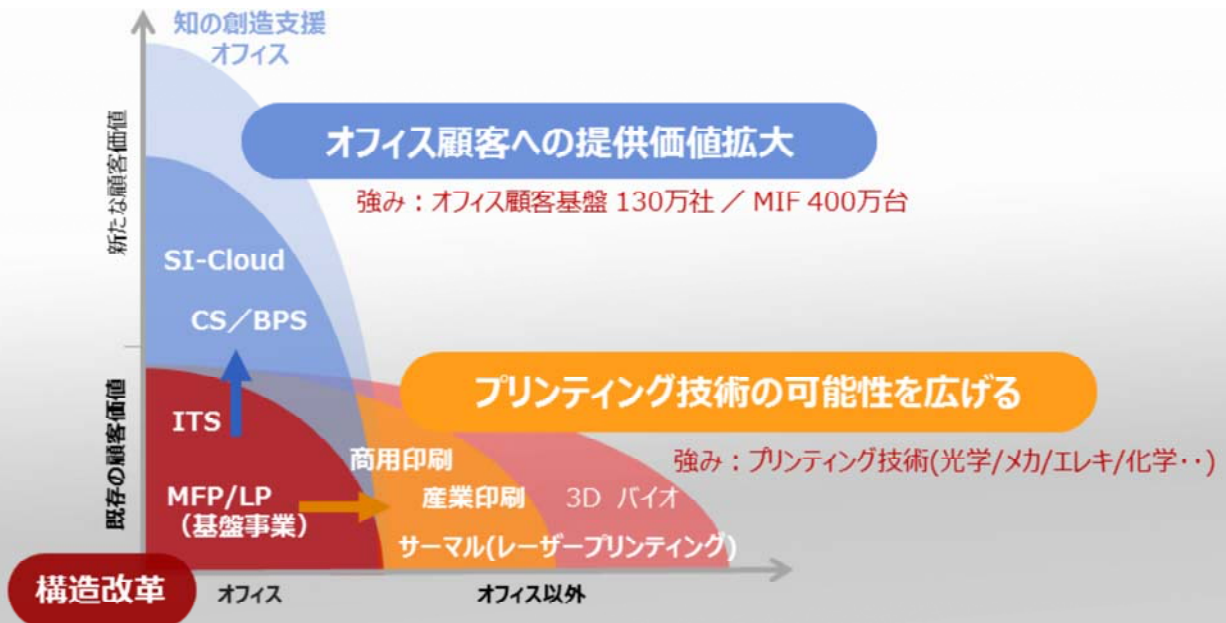 知の創造支援
オフィス
新たな顧客価値
オフィス顧客への提供価値拡大
強み：オフィス顧客基盤 130万社 ／ MIF 400万台
SI-Cloud
CS／BPS
既存の顧客価値
プリンティング技術の可能性を広げる
強み：プリンティング技術(光学/メカ/エレキ/化学‥)
ITS
MFP/LP
（基盤事業）
商用印刷
産業印刷
3D バイオ
サーマル(レーザープリンティング)
構造改革
オフィス
オフィス以外